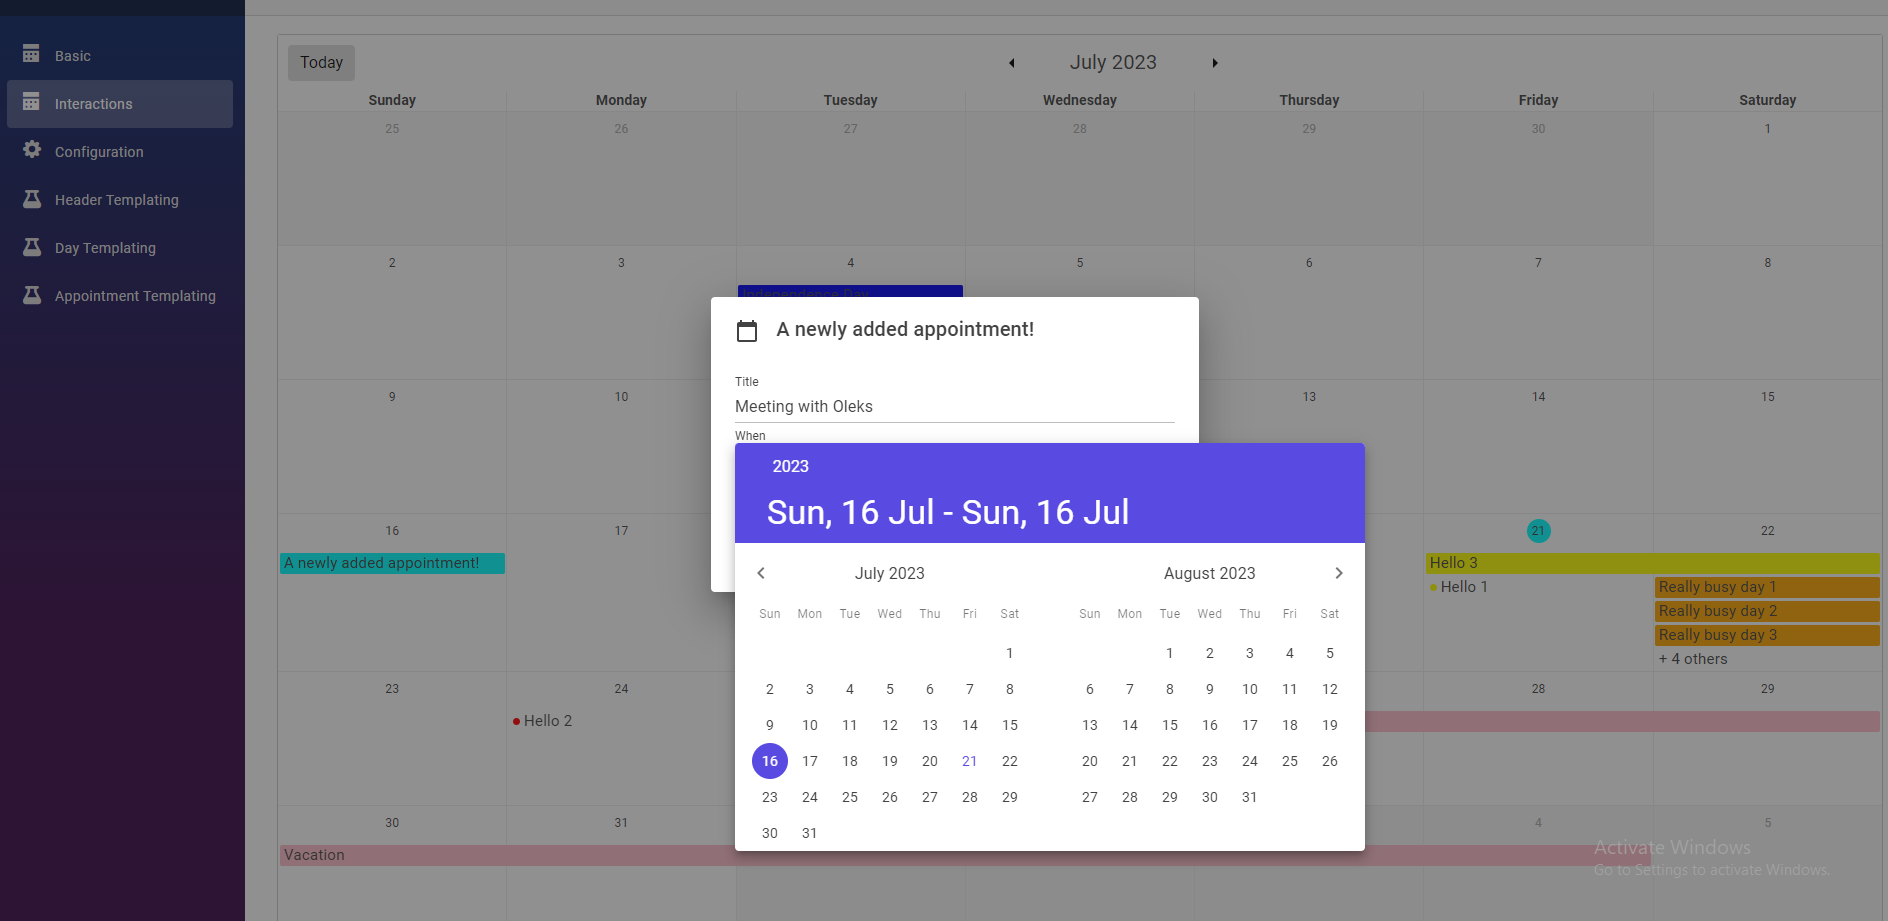 Basic
Interactions
Configuration
Header Templating
Day Templating
Appointment Templating
Today
July 2023
Sunday Monday Tuesday Wednesday Thursday Friday Saturday
25 26 27 28 29 30 1
2 3 4 5 6 7 8
Independence Day
9 10 13 14 15
16 17 21 22
A newly added appointment!
Hello 3
Hello 1
Really busy day 1
Really busy day 2
Really busy day 3
+ 4 others
23 24 28 29
Hello 2
30 31 4 5
Vacation
A newly added appointment!
Title
Meeting with Oleks
When
2023
Sun, 16 Jul - Sun, 16 Jul
July 2023
Sun Mon Tue Wed Thu Fri Sat
1
2 3 4 5 6 7 8
9 10 11 12 13 14 15
16 17 18 19 20 21 22
23 24 25 26 27 28 29
30 31
August 2023
Sun Mon Tue Wed Thu Fri Sat
1 2 3 4 5
6 7 8 9 10 11 12
13 14 15 16 17 18 19
20 21 22 23 24 25 26
27 28 29 30 31
Activate Windows
Go to Settings to activate Windows.